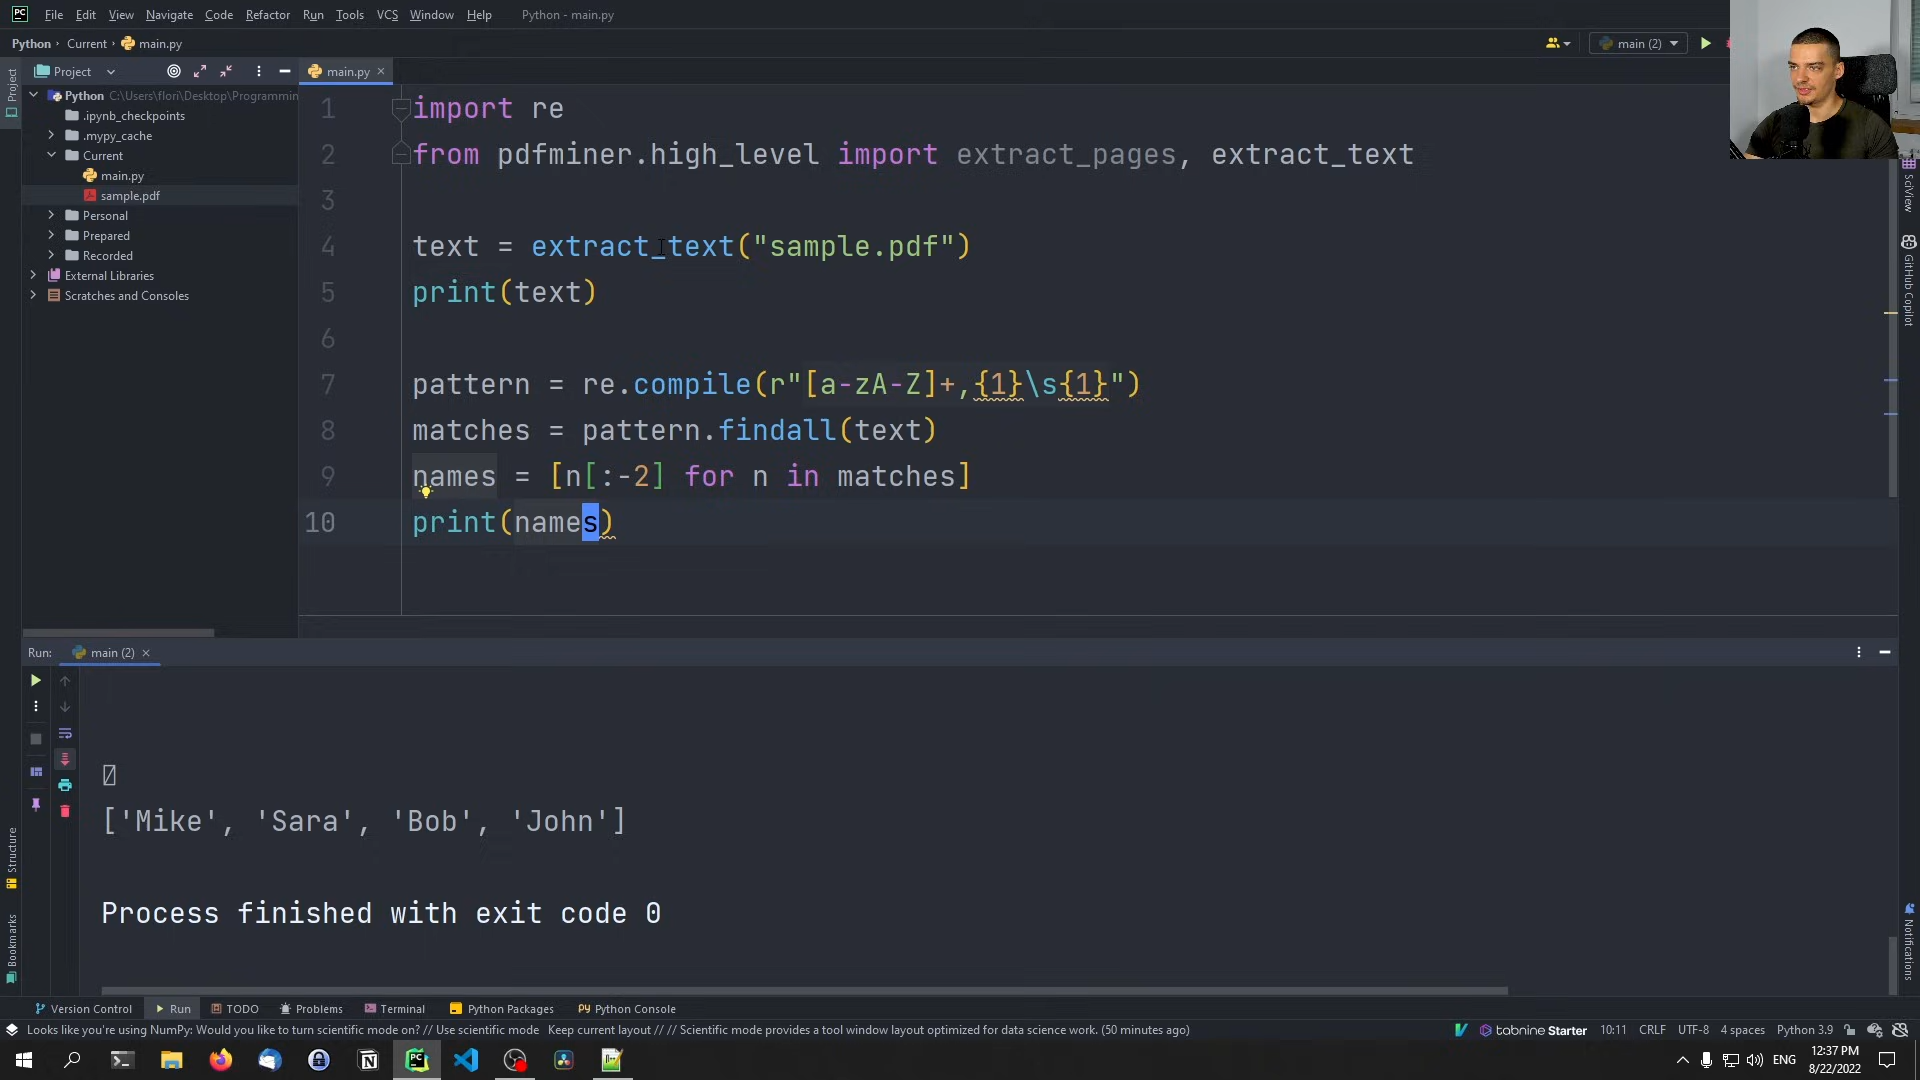 File Edit View Navigate Code Refactor Run Tools VCS Window Help Python - main.py
Python Current main.py
main (2)
Project
main.py
Project
Python C:\Users\flori\Desktop\Programmin
.ipynb_checkpoints
.mypy_cache
Current
main.py
sample.pdf
Personal
Prepared
Recorded
External Libraries
Scratches and Consoles
1 import re
2 from pdfminer.high_level import extract_pages, extract_text
3
4 text = extract_text("sample.pdf")
5 print(text)
6
7 pattern = re.compile(r"[a-zA-Z]+,{1}\s{1}")
8 matches = pattern.findall(text)
9 names = [n[:-2] for n in matches]
10 print(names)
SciView
GitHub Copilot
Run: main (2)
['Mike', 'Sara', 'Bob', 'John']
Process finished with exit code 0
Structure
Bookmarks
Notifications
Version Control Run TODO Problems Terminal Python Packages Python Console
Looks like you're using NumPy: Would you like to turn scientific mode on? // Use scientific mode Keep current layout // // Scientific mode provides a tool window layout optimized for data science work. (50 minutes ago) tabnine Starter 10:11 CRLF UTF-8 4 spaces Python 3.9
ENG
12:37 PM
8/22/2022